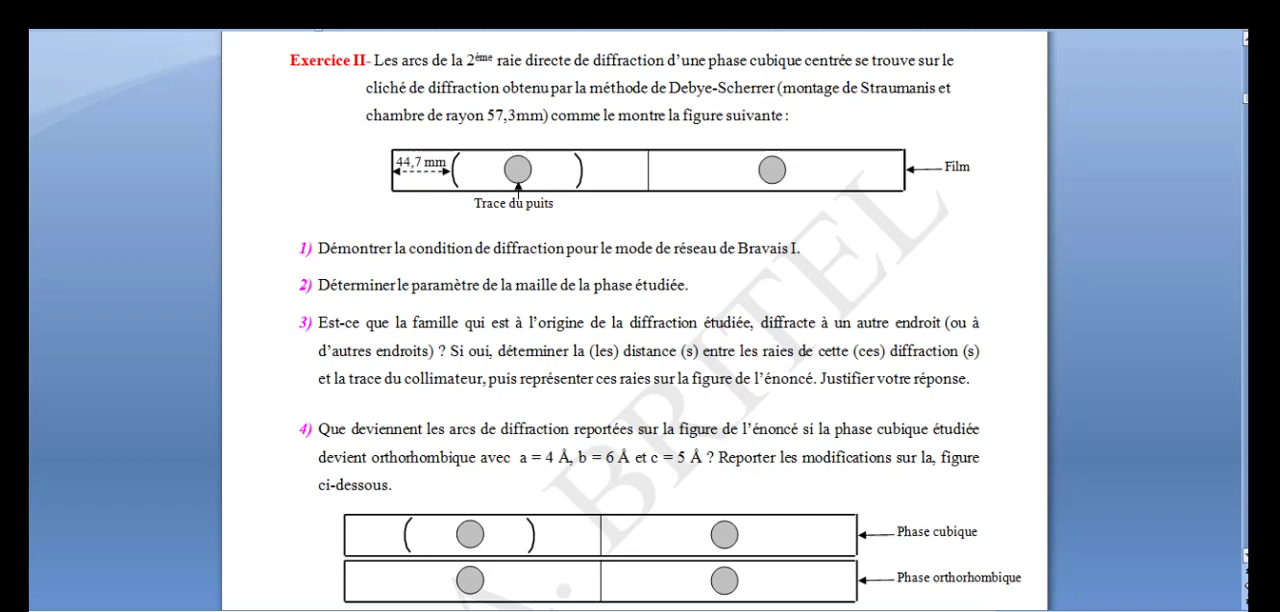 Exercice II- Les arcs de la 2ème raie directe de diffraction d'une phase cubique centrée se trouve sur le
cliché de diffraction obtenu par la méthode de Debye-Scherrer (montage de Straumanis et
chambre de rayon 57,3mm) comme le montre la figure suivante :
44,7 mm
Film
Trace du puits
1) Démontrer la condition de diffraction pour le mode de réseau de Bravais I.
2) Déterminer le paramètre de la maille de la phase étudiée.
3) Est-ce que la famille qui est à l'origine de la diffraction étudiée, diffracte à un autre endroit (ou à
d'autres endroits) ? Si oui, déterminer la (les) distance (s) entre les raies de cette (ces) diffraction (s)
et la trace du collimateur, puis représenter ces raies sur la figure de l'énoncé. Justifier votre réponse.
4) Que deviennent les arcs de diffraction reportées sur la figure de l'énoncé si la phase cubique étudiée
devient orthorhombique avec a = 4 Å, b = 6 Å et c = 5 Å ? Reporter les modifications sur la, figure
ci-dessous.
Phase cubique
Phase orthorhombique
A. BRITEL